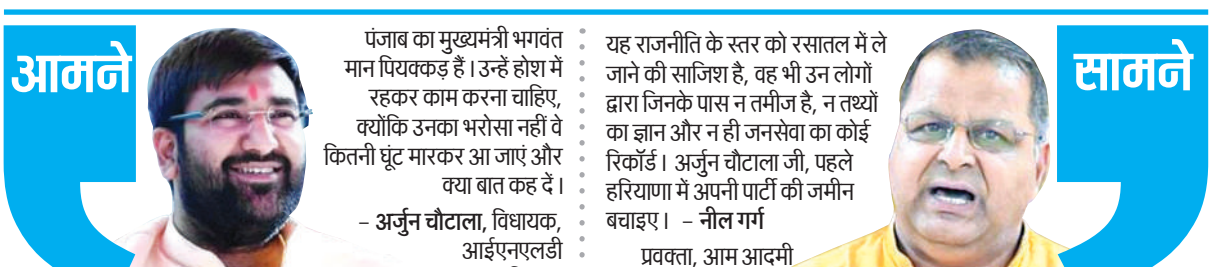 आमने
पंजाब का मुख्यमंत्री भगवंत
मान पियक्कड़ हैं। उन्हें होश में
रहकर काम करना चाहिए,
क्योंकि उनका भरोसा नहीं वे
कितनी घूंट मारकर आ जाएं और
क्या बात कह दें।
– अर्जुन चौटाला, विधायक,
आईएनएलडी
यह राजनीति के स्तर को रसातल में ले
जाने की साजिश है, वह भी उन लोगों
द्वारा जिनके पास न तमीज है, न तथ्यों
का ज्ञान और न ही जनसेवा का कोई
रिकॉर्ड। अर्जुन चौटाला जी, पहले
हरियाणा में अपनी पार्टी की जमीन
बचाइए। – नील गर्ग
प्रवक्ता, आम आदमी
सामने